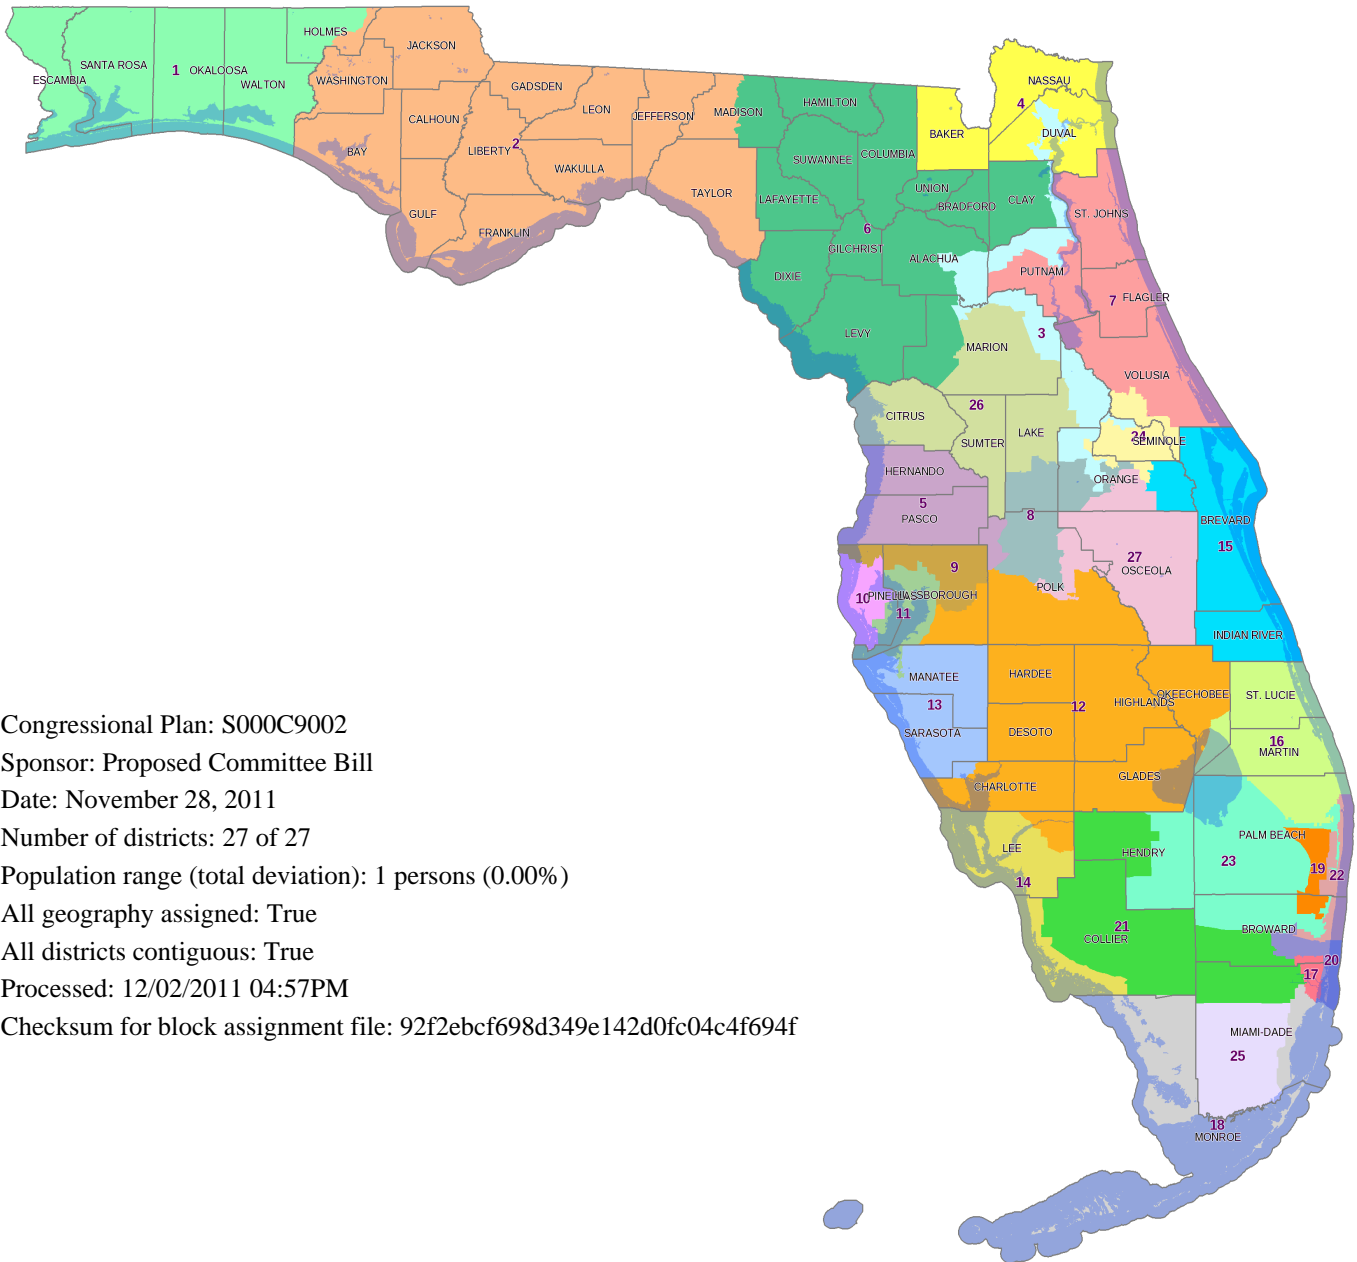 HOLMES
JACKSON
SANTA ROSA
1
OKALOOSA
ESCAMBIA
WALTON
WASHINGTON
GADSDEN
NASSAU
4
CALHOUN
LEON
JEFFERSON
MADISON
HAMILTON
BAKER
DUVAL
BAY
LIBERTY
2
WAKULLA
SUWANNEE
COLUMBIA
TAYLOR
LAFAYETTE
UNION
BRADFORD
CLAY
GULF
ST. JOHNS
FRANKLIN
6
GILCHRIST
ALACHUA
DIXIE
PUTNAM
7
FLAGLER
LEVY
3
MARION
VOLUSIA
26
CITRUS
SUMTER
LAKE
24
SEMINOLE
HERNANDO
ORANGE
5
PASCO
8
BREVARD
15
27
OSCEOLA
9
POLK
10
PINELLAS
HILLSBOROUGH
11
INDIAN RIVER
MANATEE
HARDEE
OKEECHOBEE
ST. LUCIE
13
12
HIGHLANDS
SARASOTA
DESOTO
16
MARTIN
GLADES
CHARLOTTE
LEE
HENDRY
PALM BEACH
23
19
22
14
21
COLLIER
BROWARD
20
17
MIAMI-DADE
25
18
MONROE
Congressional Plan: S000C9002
Sponsor: Proposed Committee Bill
Date: November 28, 2011
Number of districts: 27 of 27
Population range (total deviation): 1 persons (0.00%)
All geography assigned: True
All districts contiguous: True
Processed: 12/02/2011 04:57PM
Checksum for block assignment file: 92f2ebcf698d349e142d0fc04c4f694f